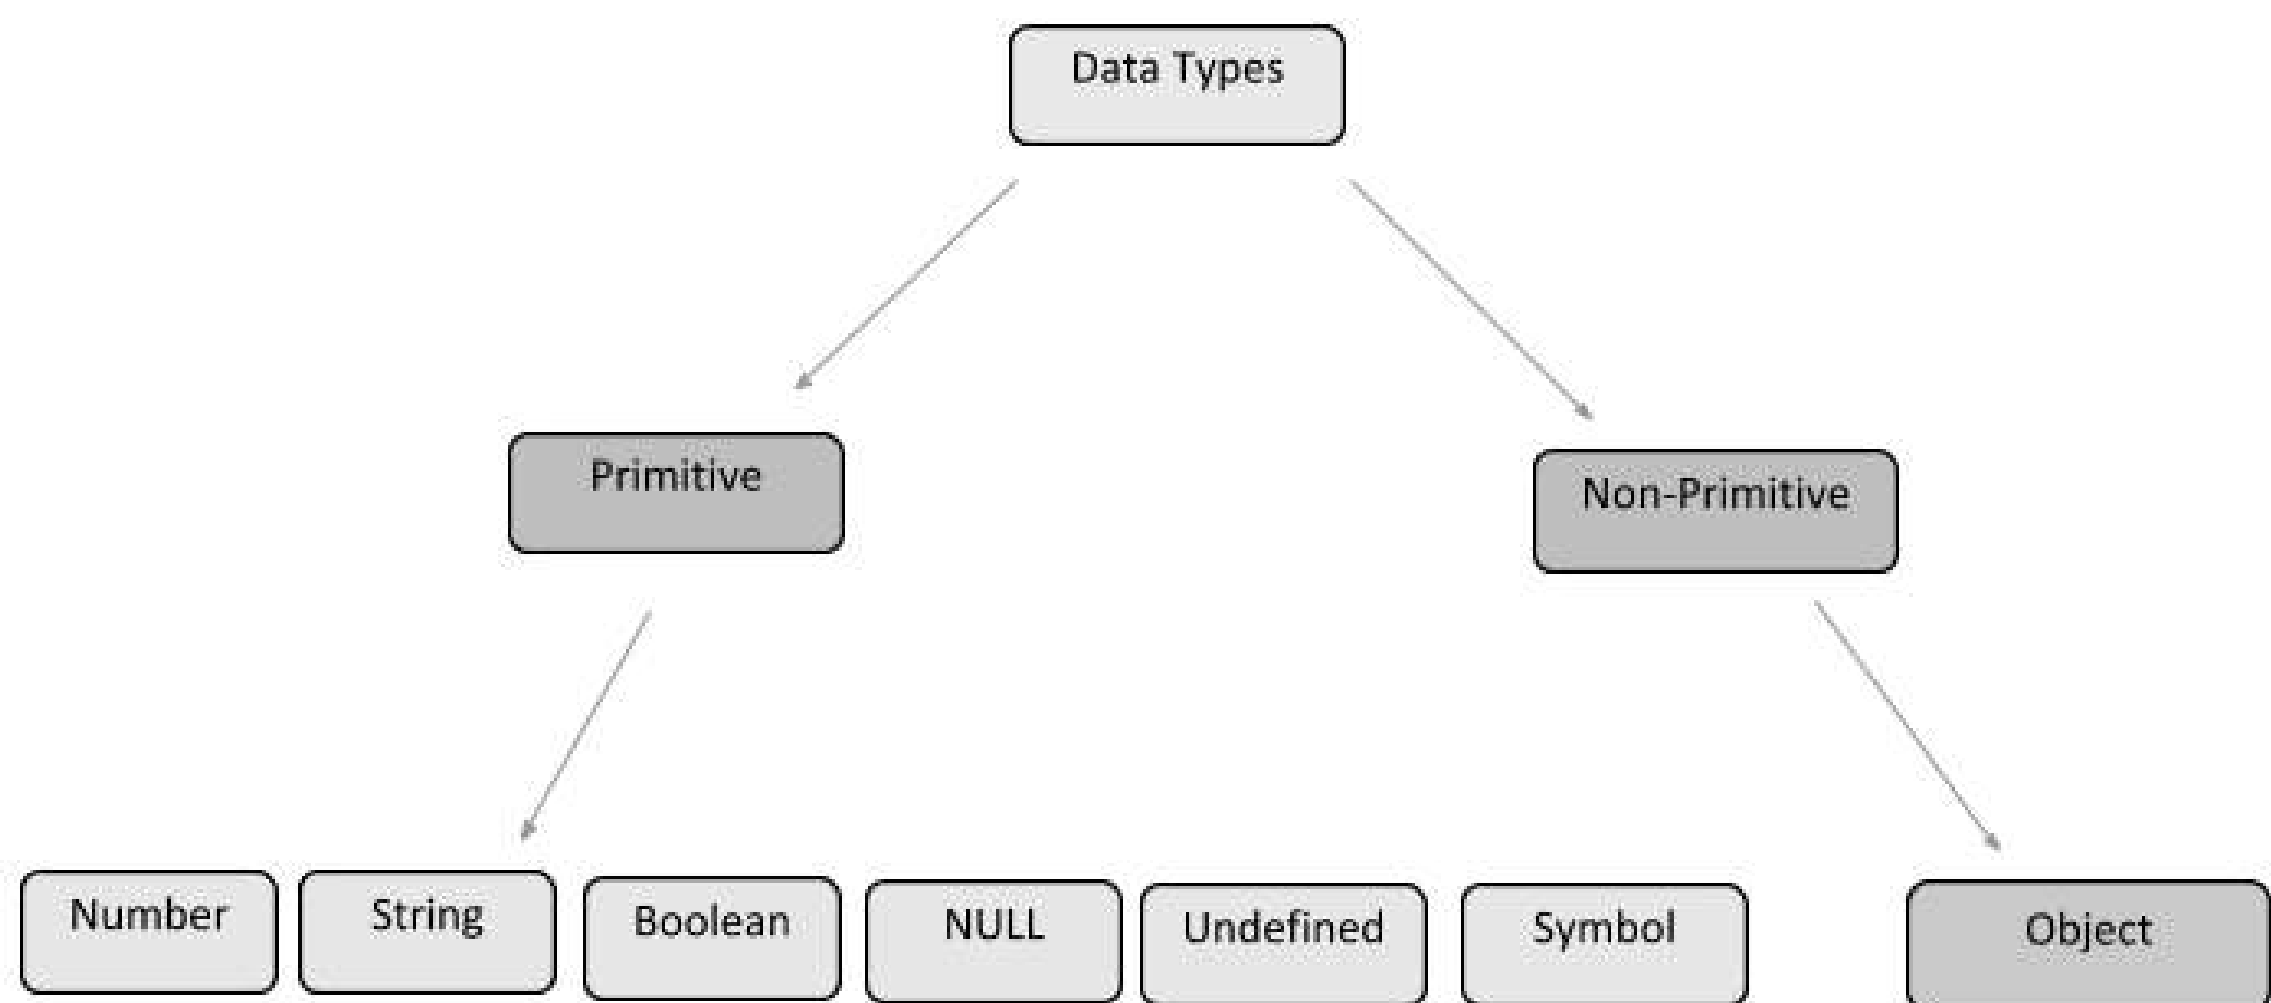 Data Types
Primitive
Non-Primitive
Number
String
Boolean
NULL
Undefined
Symbol
Object